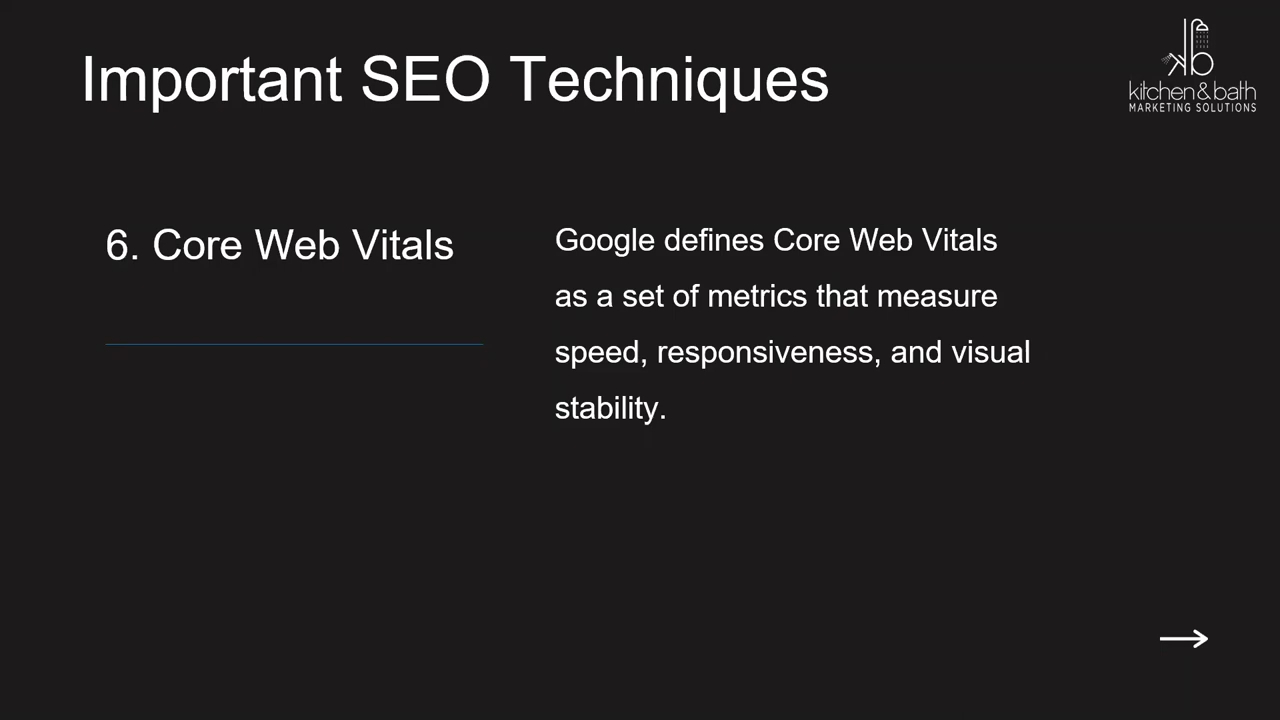 Important SEO Techniques
kb
kitchen&bath
MARKETING SOLUTIONS
6. Core Web Vitals
Google defines Core Web Vitals
as a set of metrics that measure
speed, responsiveness, and visual
stability.